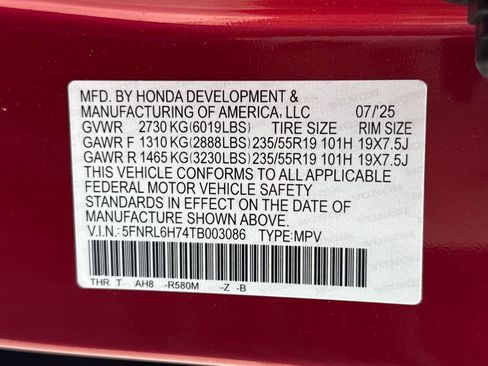 MFD. BY HONDA DEVELOPMENT &
MANUFACTURING OF AMERICA, LLC 07/'25
GVWR 2730 KG(6019LBS) TIRE SIZE RIM SIZE
GAWR F 1310 KG(2888LBS) 235/55R19 101H 19X7.5J
GAWR R 1465 KG(3230LBS) 235/55R19 101H 19X7.5J
THIS VEHICLE CONFORMS TO ALL APPLICABLE
FEDERAL MOTOR VEHICLE SAFETY
STANDARDS IN EFFECT ON THE DATE OF
MANUFACTURE SHOWN ABOVE.
V.I.N.:5FNRL6H74TB003086 TYPE:MPV
THR T AH8 -R580M -Z -B